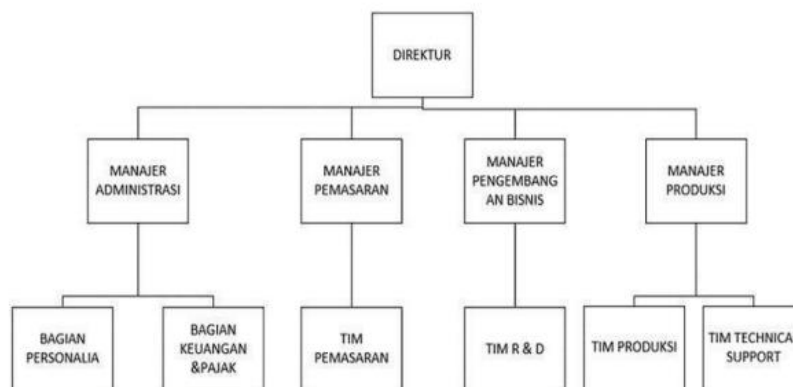 DIREKTUR
MANAJER
ADMINISTRASI
MANAJER
PEMASARAN
MANAJER
PENGEMBANG
AN BISNIS
MANAJER
PRODUKSI
BAGIAN
PERSONALIA
BAGIAN
KEUANGAN
&PAJAK
TIM
PEMASARAN
TIM R & D
TIM PRODUKSI
TIM TECHNICAL
SUPPORT